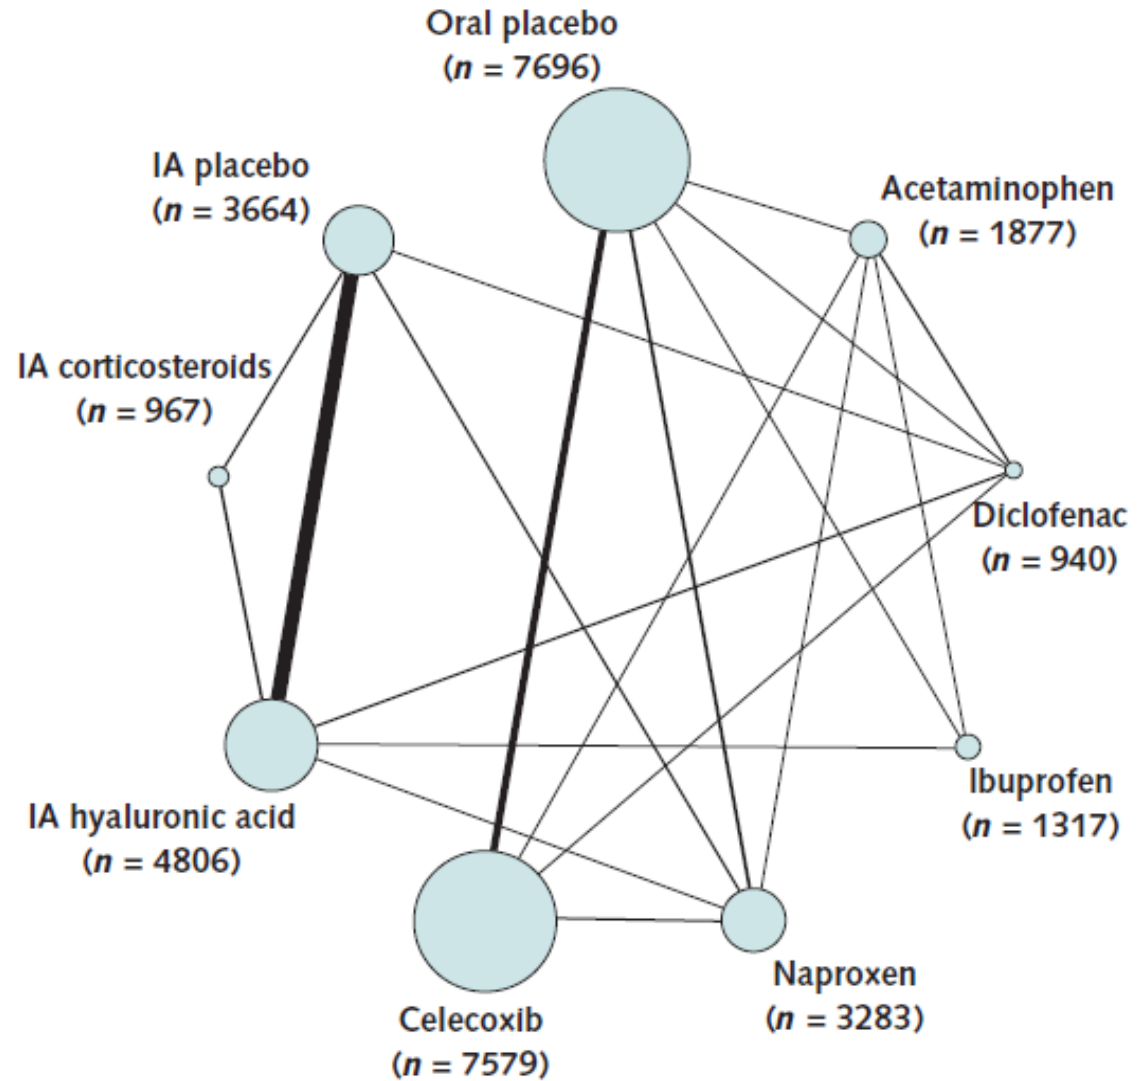 Oral placebo
(n = 7696)
IA placebo
(n = 3664)
Acetaminophen
(n = 1877)
IA corticosteroids
(n = 967)
Diclofenac
(n = 940)
Ibuprofen
(n = 1317)
IA hyaluronic acid
(n = 4806)
Naproxen
(n = 3283)
Celecoxib
(n = 7579)